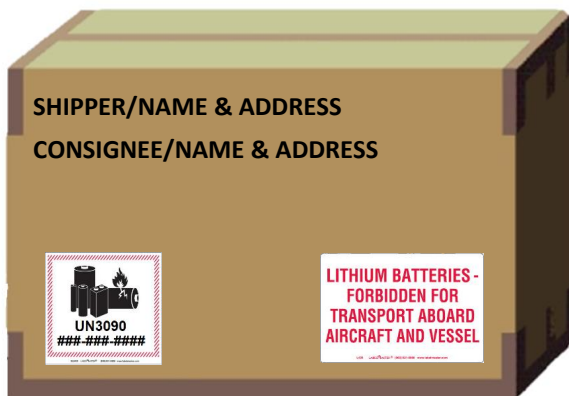 SHIPPER/NAME & ADDRESS
CONSIGNEE/NAME & ADDRESS
UN3090
###-###-####
LITHIUM BATTERIES -
FORBIDDEN FOR
TRANSPORT ABOARD
AIRCRAFT AND VESSEL